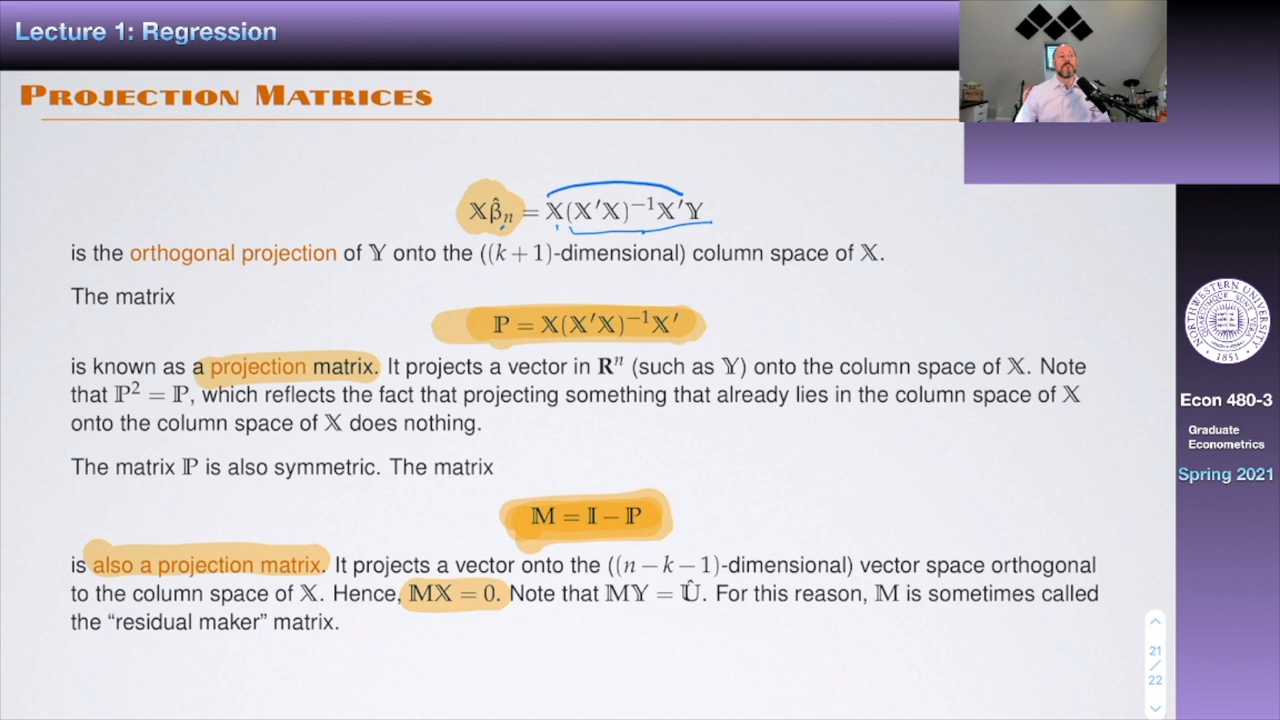 Lecture 1: Regression
PROJECTION MATRICES
𝕏β̂ₙ = 𝕏(𝕏′𝕏)⁻¹𝕏′𝕐
is the orthogonal projection of 𝕐 onto the ((k + 1)-dimensional) column space of 𝕏.
The matrix
ℙ = 𝕏(𝕏′𝕏)⁻¹𝕏′
is known as a projection matrix. It projects a vector in 𝐑ⁿ (such as 𝕐) onto the column space of 𝕏. Note
that ℙ² = ℙ, which reflects the fact that projecting something that already lies in the column space of 𝕏
onto the column space of 𝕏 does nothing.
The matrix ℙ is also symmetric. The matrix
𝕄 = 𝕀 − ℙ
is also a projection matrix. It projects a vector onto the ((n − k − 1)-dimensional) vector space orthogonal
to the column space of 𝕏. Hence, 𝕄𝕏 = 0. Note that 𝕄𝕐 = 𝕌̂. For this reason, 𝕄 is sometimes called
the “residual maker” matrix.
NORTHWESTERN UNIVERSITY
1851
Econ 480-3
Graduate
Econometrics
Spring 2021
21
/
22